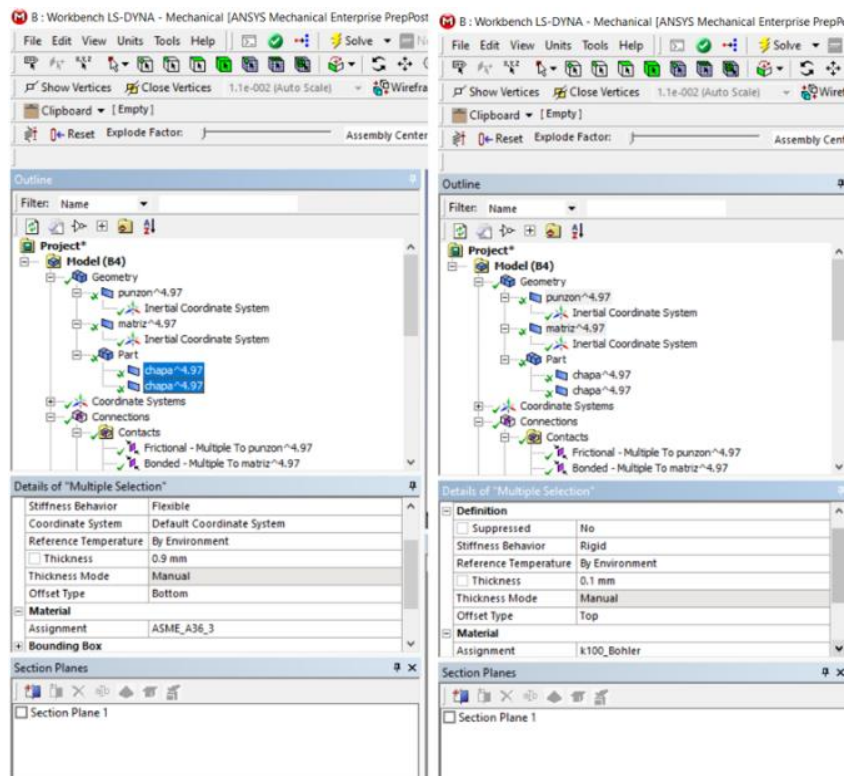 B : Workbench LS-DYNA - Mechanical [ANSYS Mechanical Enterprise PrepPost
File Edit View Units Tools Help Solve
Show Vertices Close Vertices 1.1e-002 (Auto Scale) Wirefra
Clipboard [Empty]
Reset Explode Factor: Assembly Center
Outline
Filter: Name
Project*
Model (B4)
Geometry
punzon^4.97
Inertial Coordinate System
matriz^4.97
Inertial Coordinate System
Part
chapa^4.97
chapa^4.97
Coordinate Systems
Connections
Contacts
Frictional - Multiple To punzon^4.97
Bonded - Multiple To matriz^4.97
Details of "Multiple Selection"
Stiffness Behavior Flexible
Coordinate System Default Coordinate System
Reference Temperature By Environment
Thickness 0.9 mm
Thickness Mode Manual
Offset Type Bottom
Material
Assignment ASME_A36_3
Bounding Box
Section Planes
Section Plane 1
B : Workbench LS-DYNA - Mechanical [ANSYS Mechanical Enterprise PrepP
File Edit View Units Tools Help Solve
Show Vertices Close Vertices 1.1e-002 (Auto Scale) Wiref
Clipboard [Empty]
Reset Explode Factor: Assembly Cent
Outline
Filter: Name
Project*
Model (B4)
Geometry
punzon^4.97
Inertial Coordinate System
matriz^4.97
Inertial Coordinate System
Part
chapa^4.97
chapa^4.97
Coordinate Systems
Connections
Contacts
Frictional - Multiple To punzon^4.97
Bonded - Multiple To matriz^4.97
Details of "Multiple Selection"
Definition
Suppressed No
Stiffness Behavior Rigid
Reference Temperature By Environment
Thickness 0.1 mm
Thickness Mode Manual
Offset Type Top
Material
Assignment k100_Bohler
Section Planes
Section Plane 1